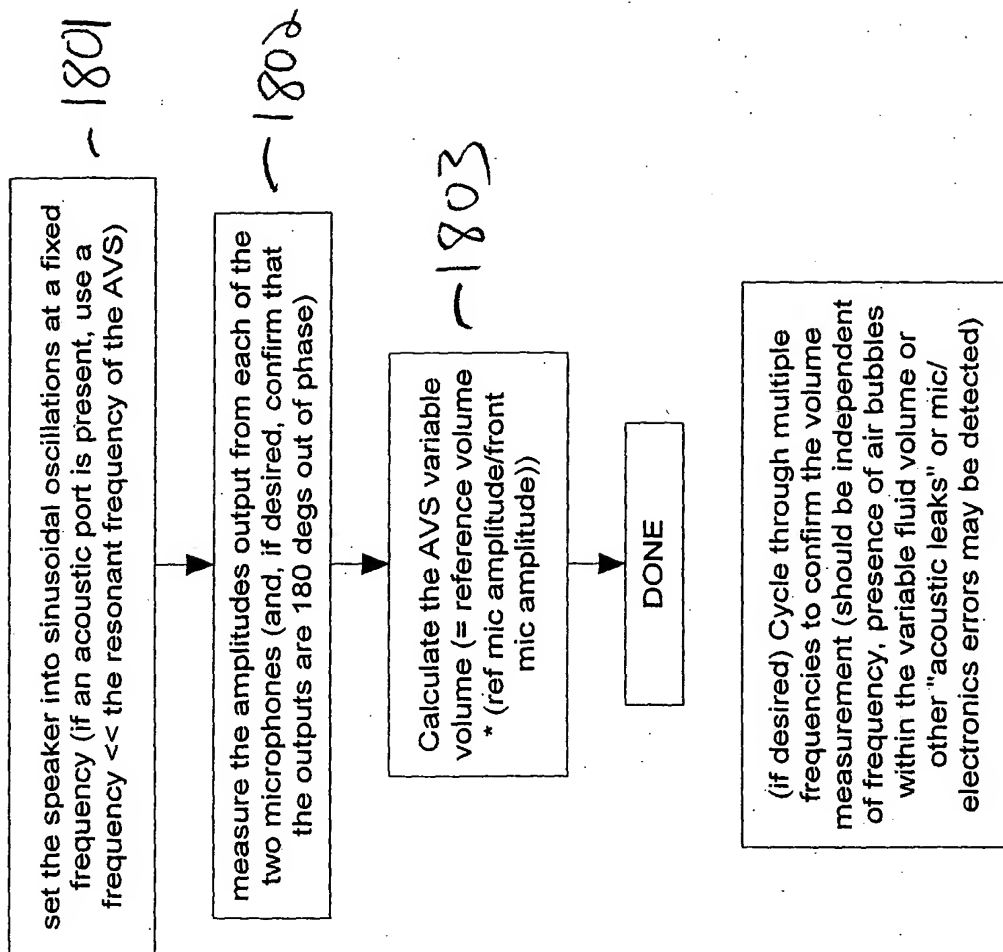 set the speaker into sinusoidal oscillations at a fixed
frequency (if an acoustic port is present, use a
frequency << the resonant frequency of the AVS)
~1801
measure the amplitudes output from each of the
two microphones (and, if desired, confirm that
the outputs are 180 degs out of phase)
~1802
Calculate the AVS variable
volume (= reference volume
* (ref mic amplitude/front
mic amplitude))
~1803
DONE
(if desired) Cycle through multiple
frequencies to confirm the volume
measurement (should be independent
of frequency, presence of air bubbles
within the variable fluid volume or
other "acoustic leaks" or mic/
electronics errors may be detected)